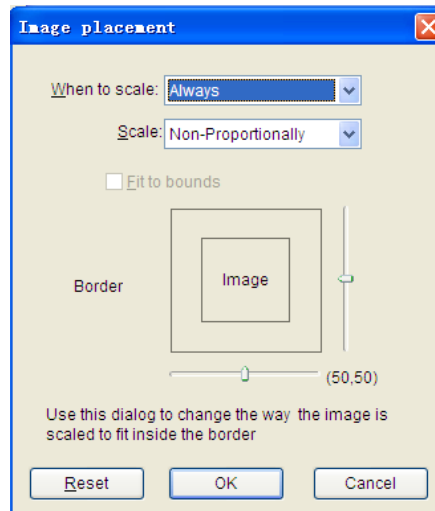 Image placement
When to scale: Always
Scale: Non-Proportionally
Fit to bounds
Border
Image
(50,50)
Use this dialog to change the way the image is
scaled to fit inside the border
Reset
OK
Cancel